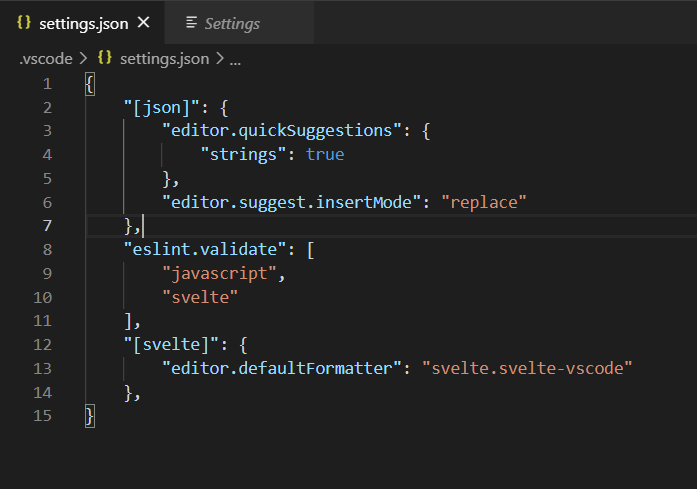 {} settings.json ×
Settings
.vscode > {} settings.json > ...
1 {
2     "[json]": {
3         "editor.quickSuggestions": {
4             "strings": true
5         },
6         "editor.suggest.insertMode": "replace"
7     },
8     "eslint.validate": [
9         "javascript",
10         "svelte"
11     ],
12     "[svelte]": {
13         "editor.defaultFormatter": "svelte.svelte-vscode"
14     },
15 }